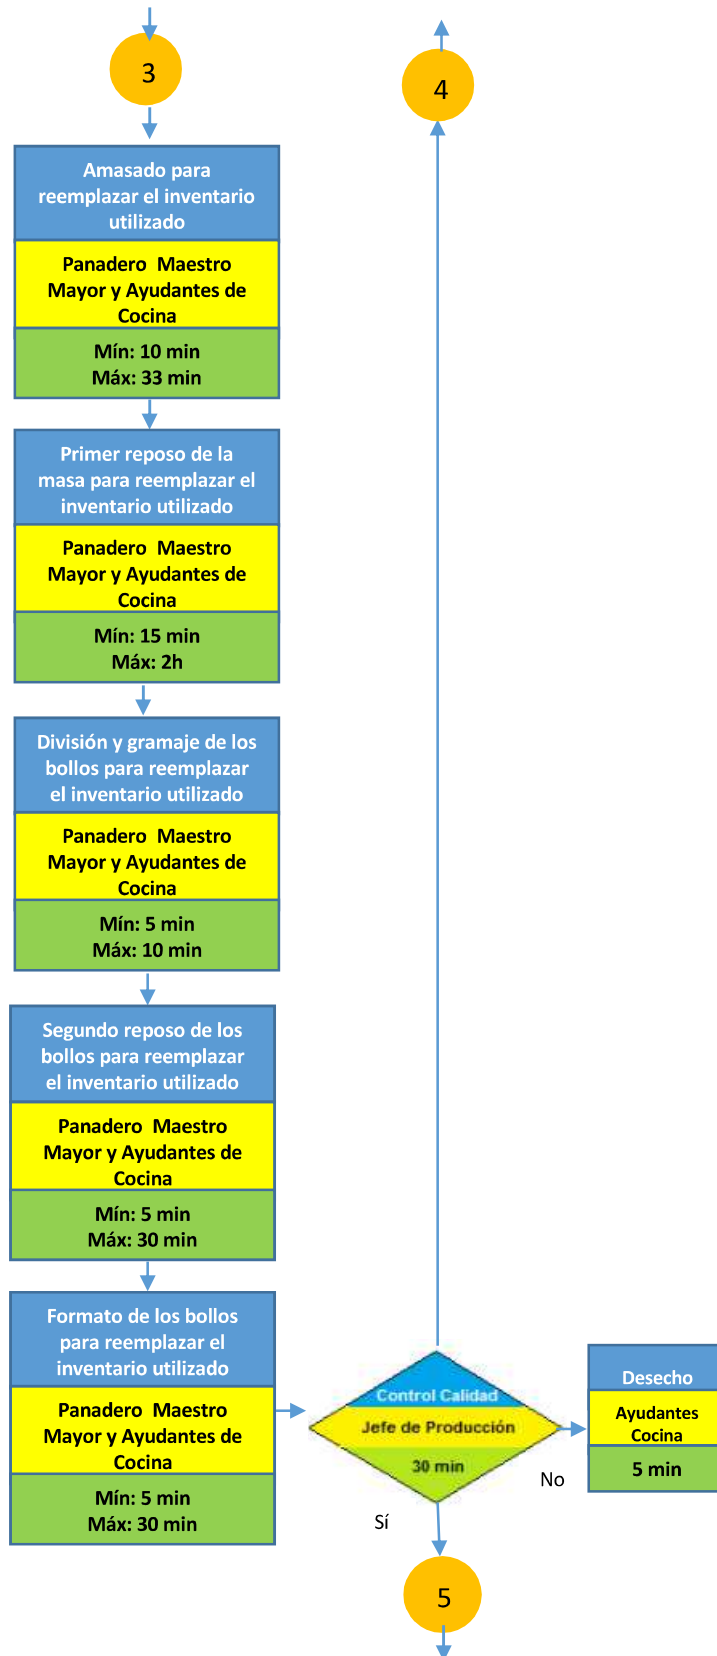 3
4
Amasado para
reemplazar el inventario
utilizado
Panadero Maestro
Mayor y Ayudantes de
Cocina
Mín: 10 min
Máx: 33 min
Primer reposo de la
masa para reemplazar el
inventario utilizado
Panadero Maestro
Mayor y Ayudantes de
Cocina
Mín: 15 min
Máx: 2h
División y gramaje de los
bollos para reemplazar
el inventario utilizado
Panadero Maestro
Mayor y Ayudantes de
Cocina
Mín: 5 min
Máx: 10 min
Segundo reposo de los
bollos para reemplazar
el inventario utilizado
Panadero Maestro
Mayor y Ayudantes de
Cocina
Mín: 5 min
Máx: 30 min
Formato de los bollos
para reemplazar el
inventario utilizado
Panadero Maestro
Mayor y Ayudantes de
Cocina
Mín: 5 min
Máx: 30 min
Control Calidad
Jefe de Producción
30 min
No
Sí
Desecho
Ayudantes
Cocina
5 min
5